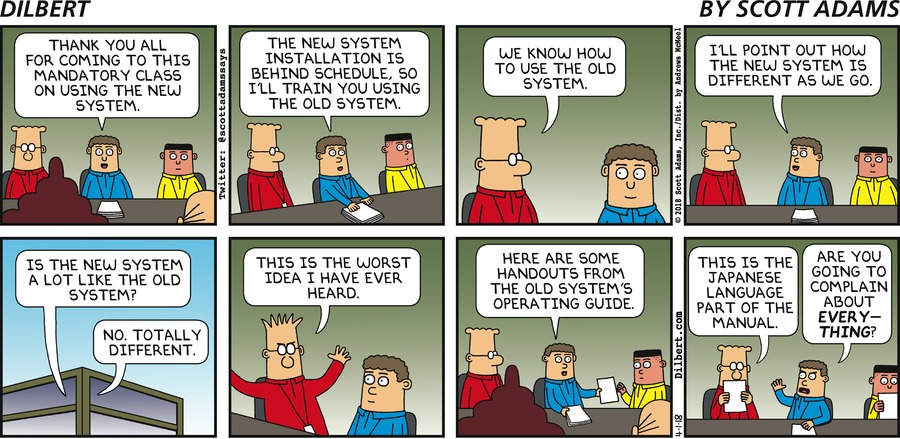 DILBERT
BY SCOTT ADAMS
THANK YOU ALL
FOR COMING TO THIS
MANDATORY CLASS
ON USING THE NEW
SYSTEM.
Twitter: @scottadamssays
THE NEW SYSTEM
INSTALLATION IS
BEHIND SCHEDULE, SO
I'LL TRAIN YOU USING
THE OLD SYSTEM.
WE KNOW HOW
TO USE THE OLD
SYSTEM.
© 2018 Scott Adams, Inc./Dist. by Andrews McMeel
I'LL POINT OUT HOW
THE NEW SYSTEM IS
DIFFERENT AS WE GO.
IS THE NEW SYSTEM
A LOT LIKE THE OLD
SYSTEM?
NO. TOTALLY
DIFFERENT.
THIS IS THE WORST
IDEA I HAVE EVER
HEARD.
HERE ARE SOME
HANDOUTS FROM
THE OLD SYSTEM'S
OPERATING GUIDE.
4-1-18 Dilbert.com
THIS IS THE
JAPANESE
LANGUAGE
PART OF THE
MANUAL.
ARE YOU
GOING TO
COMPLAIN
ABOUT
EVERY-
THING?